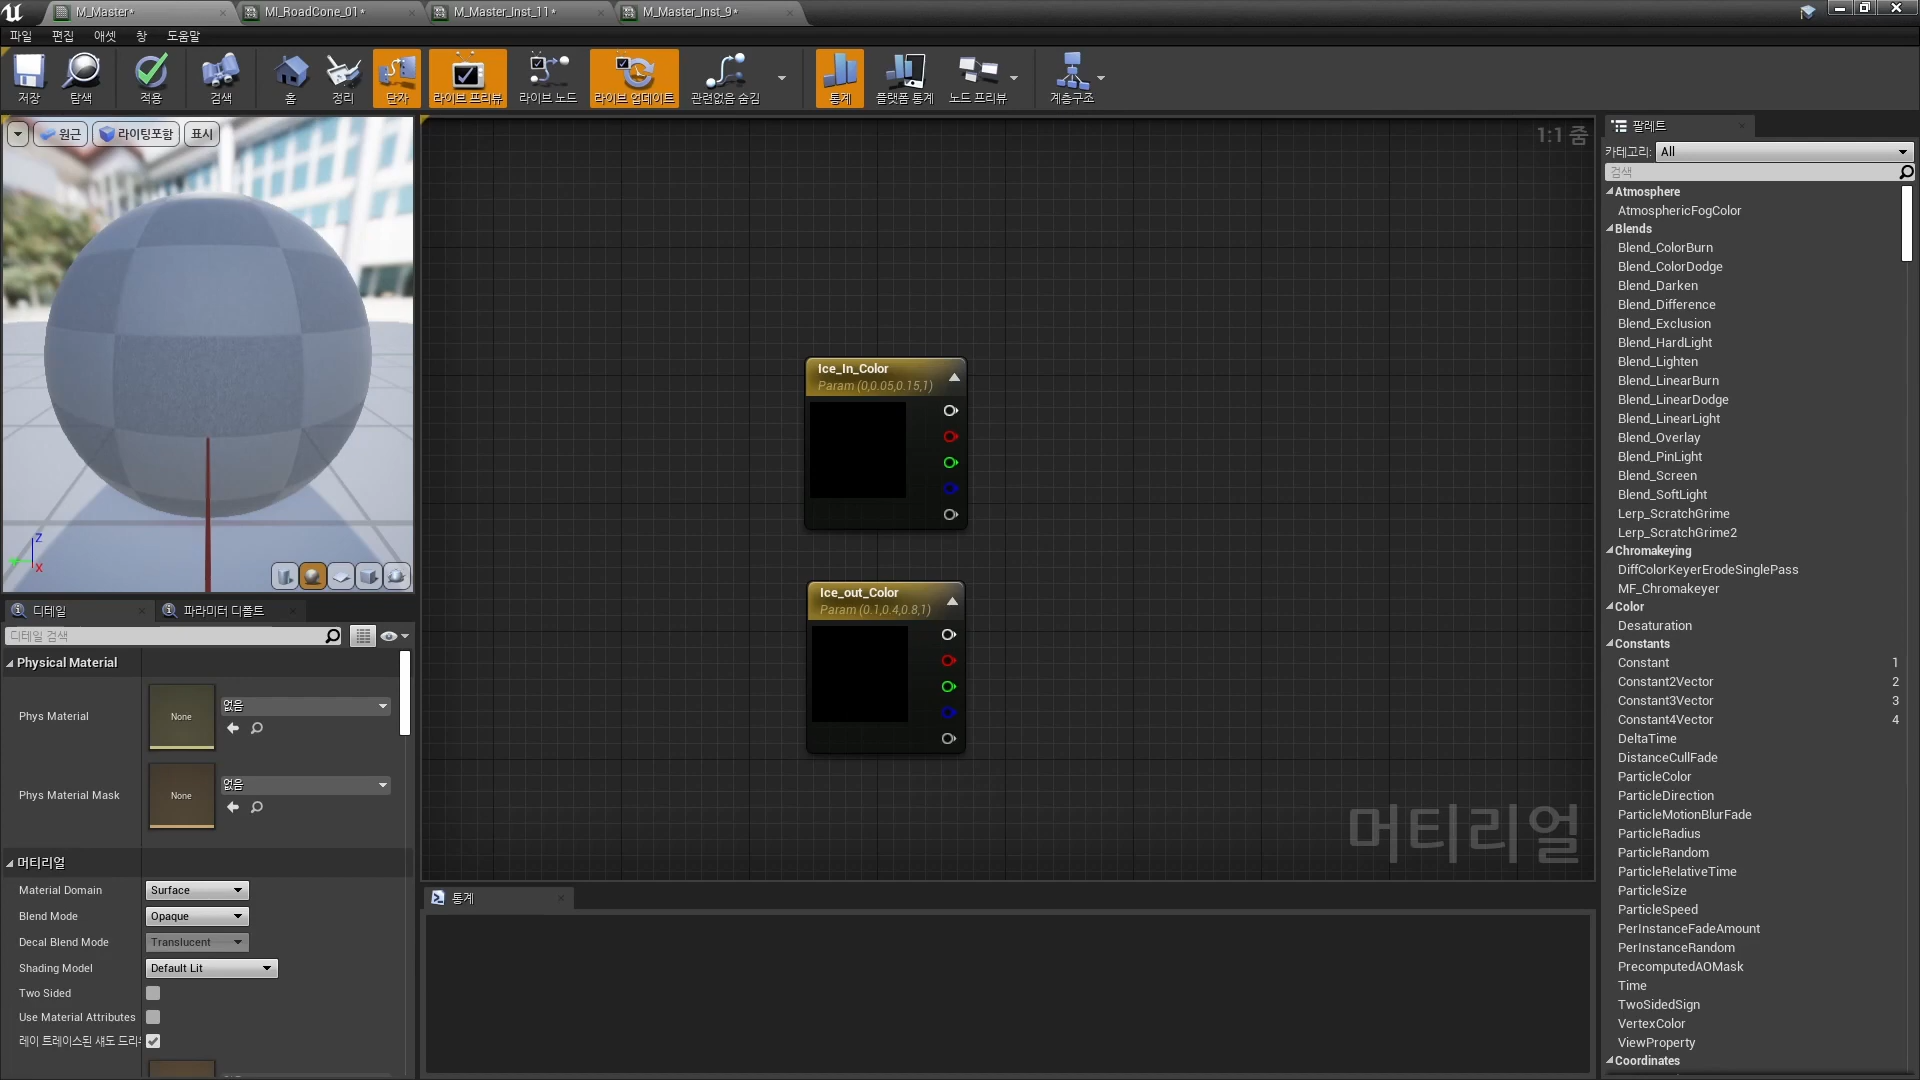 M_Master*
MI_RoadCone_01*
M_Master_Inst_11*
M_Master_Inst_9*
파일
편집
애셋
창
도움말
저장
탐색
적용
검색
홈
정리
단자
라이브 프리뷰
라이브 노드
라이브 업데이트
관련없음 숨김
통계
플랫폼 통계
노드 프리뷰
계층구조
원근
라이팅포함
표시
Z
X
디테일
파라미터 디폴트
디테일 검색
Physical Material
Phys Material
None
없음
Phys Material Mask
None
없음
머티리얼
Material Domain
Surface
Blend Mode
Opaque
Decal Blend Mode
Translucent
Shading Model
Default Lit
Two Sided
Use Material Attributes
레이 트레이스된 섀도 드리
1:1 줌
Ice_In_Color
Param (0,0.05,0.15,1)
Ice_out_Color
Param (0.1,0.4,0.8,1)
머티리얼
통계
팔레트
카테고리:
All
검색
Atmosphere
AtmosphericFogColor
Blends
Blend_ColorBurn
Blend_ColorDodge
Blend_Darken
Blend_Difference
Blend_Exclusion
Blend_HardLight
Blend_Lighten
Blend_LinearBurn
Blend_LinearDodge
Blend_LinearLight
Blend_Overlay
Blend_PinLight
Blend_Screen
Blend_SoftLight
Lerp_ScratchGrime
Lerp_ScratchGrime2
Chromakeying
DiffColorKeyerErodeSinglePass
MF_Chromakeyer
Color
Desaturation
Constants
Constant 1
Constant2Vector 2
Constant3Vector 3
Constant4Vector 4
DeltaTime
DistanceCullFade
ParticleColor
ParticleDirection
ParticleMotionBlurFade
ParticleRadius
ParticleRandom
ParticleRelativeTime
ParticleSize
ParticleSpeed
PerInstanceFadeAmount
PerInstanceRandom
PrecomputedAOMask
Time
TwoSidedSign
VertexColor
ViewProperty
Coordinates